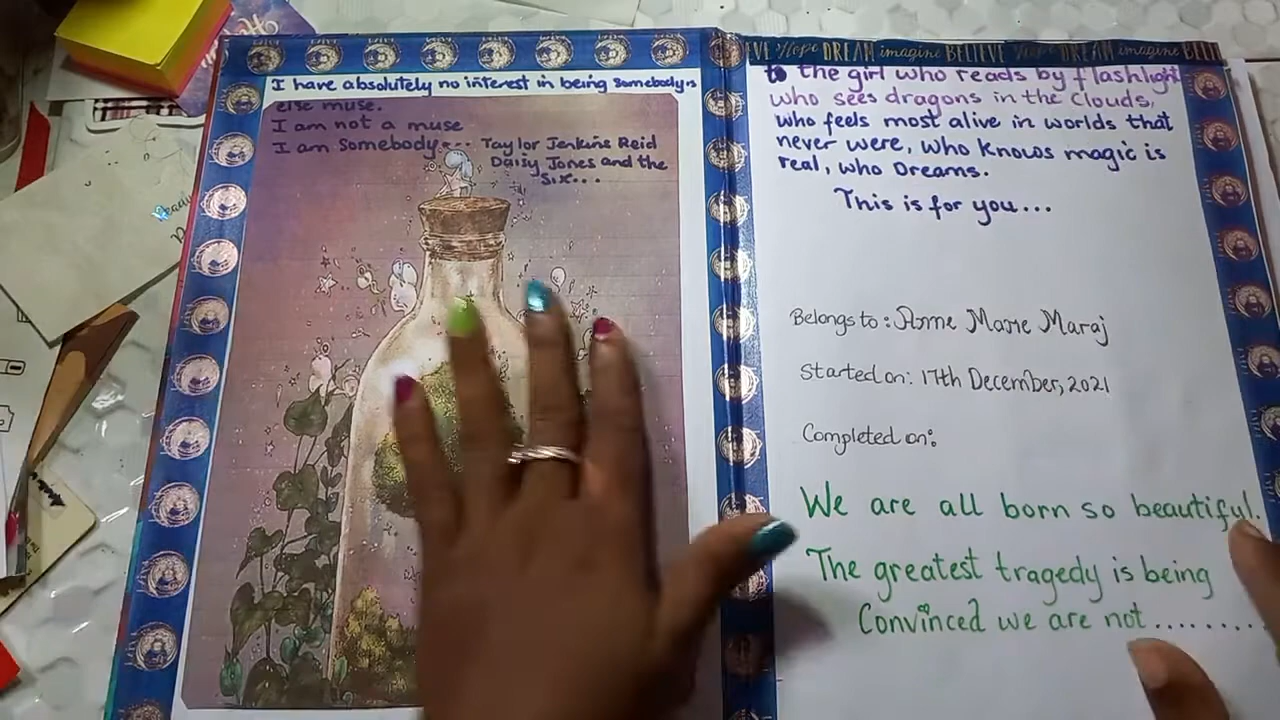 I have absolutely no interest in being somebody's
else muse.
I am not a muse
I am Somebody... Taylor Jenkins Reid
Daisy Jones and the
Six...
Hope DREAM imagine BELIEVE Hope DREAM imagine BELI
to the girl who reads by flashlight
who sees dragons in the clouds,
who feels most alive in worlds that
never were, who knows magic is
real, who Dreams.
This is for you...
Belongs to: Anne Marie Maraj
Started on: 17th December, 2021
Completed on:
We are all born so beautiful.
The greatest tragedy is being
Convinced we are not.........